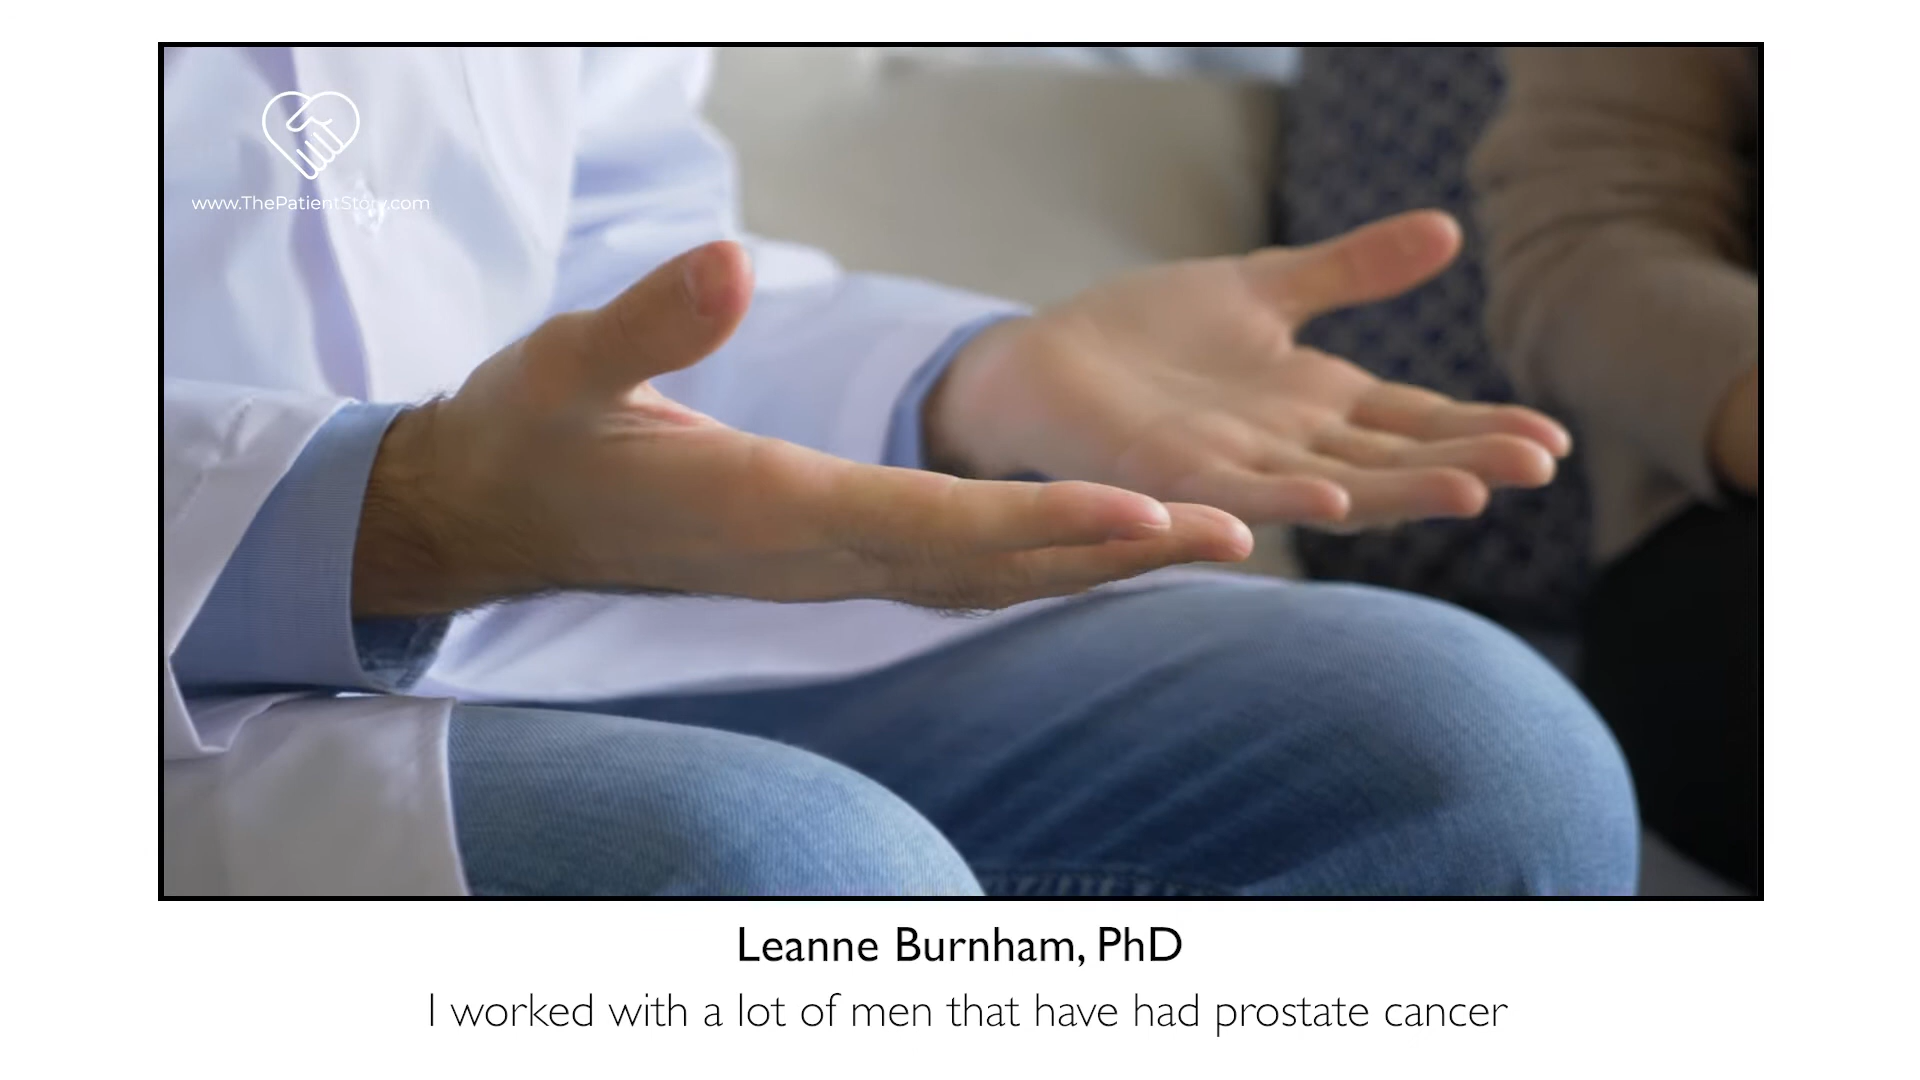 www.ThePatientStory.com
Leanne Burnham, PhD
I worked with a lot of men that have had prostate cancer